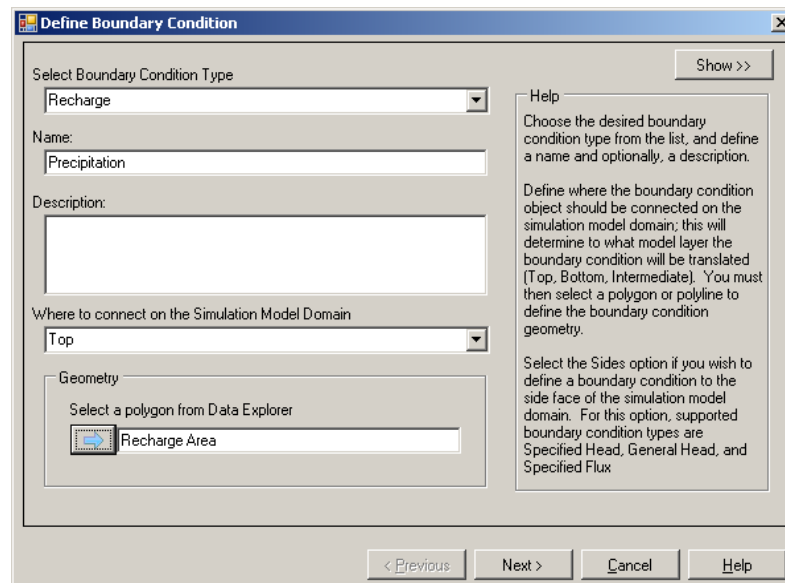 Define Boundary Condition
Show >>
Select Boundary Condition Type
Recharge
Name:
Precipitation
Description:
Where to connect on the Simulation Model Domain
Top
Geometry
Select a polygon from Data Explorer
Recharge Area
Help
Choose the desired boundary
condition type from the list, and define
a name and optionally, a description.
Define where the boundary condition
object should be connected on the
simulation model domain; this will
determine to what model layer the
boundary condition will be translated
(Top, Bottom, Intermediate). You must
then select a polygon or polyline to
define the boundary condition
geometry.
Select the Sides option if you wish to
define a boundary condition to the
side face of the simulation model
domain. For this option, supported
boundary condition types are
Specified Head, General Head, and
Specified Flux
< Previous
Next >
Cancel
Help